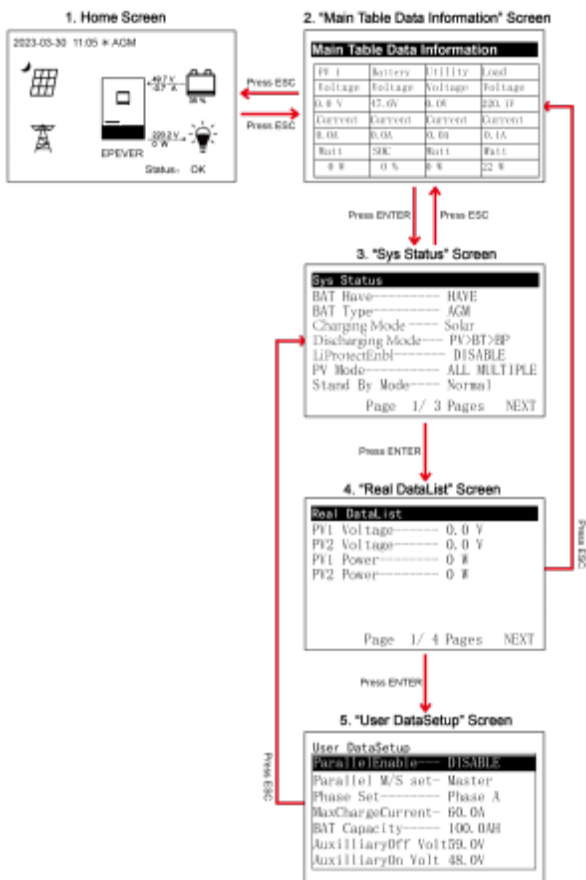 1. Home Screen
2023-03-30 11:05 AGM
49.7 V
-0.7 A
38 %
220.2 V
0 W
EPEVER
Status: OK
Press ESC
Press ESC
2. "Main Table Data Information" Screen
Main Table Data Information
PV 1 Battery Utility Load
Voltage Voltage Voltage Voltage
0.0 V 47.6V 0.0V 220.1V
Current Current Current Current
0.0A 0.0A 0.0A 0.1A
Watt SOC Watt Watt
0 W 0 % 0 W 22 W
Press ENTER Press ESC
3. "Sys Status" Screen
Sys Status
BAT Have---------- HAVE
BAT Type---------- AGM
Charging Mode ---- Solar
Discharging Mode--- PV>BT>BP
LiProtectEnbl-------- DISABLE
PV Mode---------- ALL MULTIPLE
Stand By Mode---- Normal
Page 1/ 3 Pages NEXT
Press ENTER
4. "Real DataList" Screen
Real DataList
PV1 Voltage------- 0.0 V
PV2 Voltage------- 0.0 V
PV1 Power--------- 0 W
PV2 Power--------- 0 W
Page 1/ 4 Pages NEXT
Press ESC
Press ENTER
5. "User DataSetup" Screen
User DataSetup
ParallelEnable--- DISABLE
Parallel M/S set- Master
Phase Set-------- Phase A
MaxChargeCurrent- 60.0A
BAT Capacity----- 100.0AH
AuxilliaryOff Volt59.0V
AuxilliaryOn Volt 48.0V
Press ESC